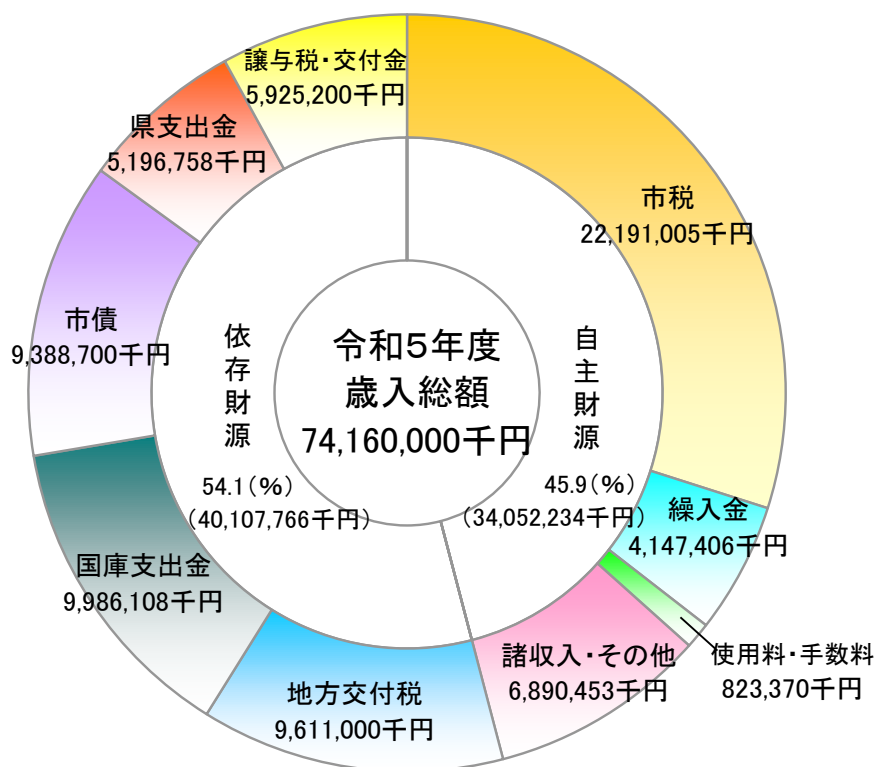 令和5年度
歳入総額
74,160,000千円
自主財源
45.9(%)
(34,052,234千円)
依存財源
54.1(%)
(40,107,766千円)
市税
22,191,005千円
繰入金
4,147,406千円
使用料・手数料
823,370千円
諸収入・その他
6,890,453千円
地方交付税
9,611,000千円
国庫支出金
9,986,108千円
市債
9,388,700千円
県支出金
5,196,758千円
譲与税・交付金
5,925,200千円